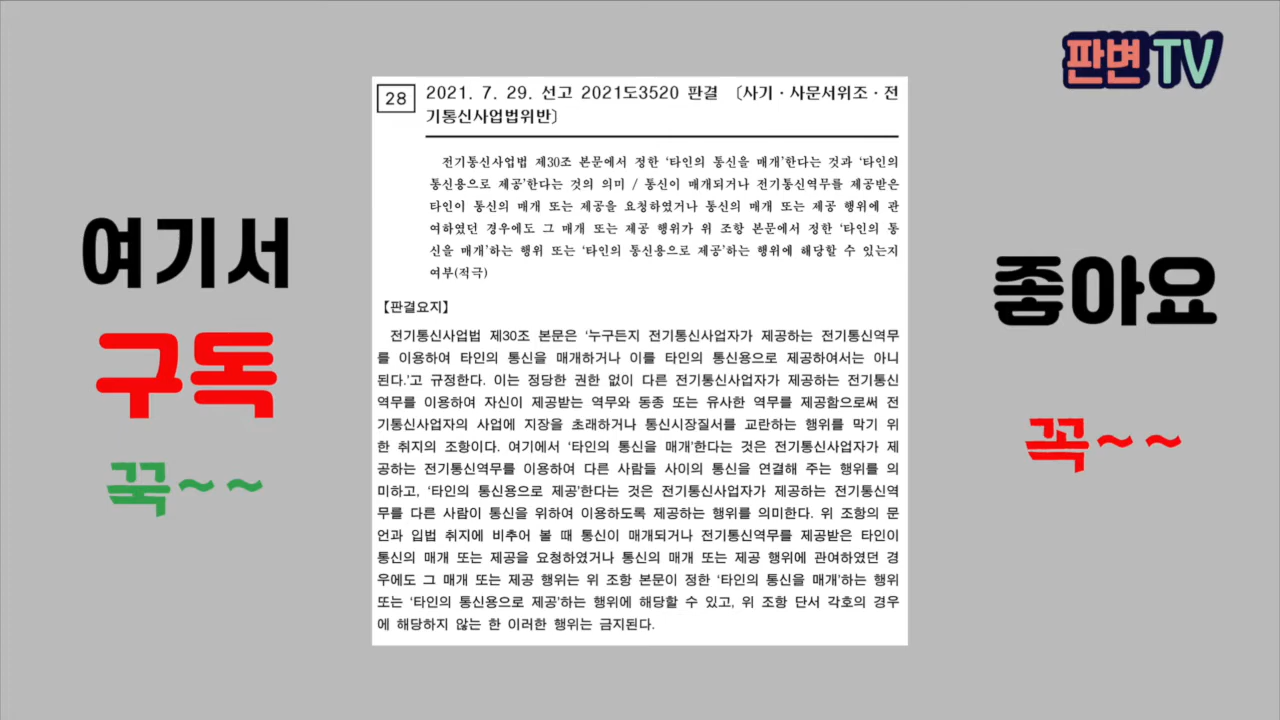 판변TV
여기서
구독
꾹~~
좋아요
꼭~~
28
2021. 7. 29. 선고 2021도3520 판결 〔사기·사문서위조·전
기통신사업법위반〕
전기통신사업법 제30조 본문에서 정한 ‘타인의 통신을 매개’한다는 것과 ‘타인의
통신용으로 제공’한다는 것의 의미 / 통신이 매개되거나 전기통신역무를 제공받은
타인이 통신의 매개 또는 제공을 요청하였거나 통신의 매개 또는 제공 행위에 관
여하였던 경우에도 그 매개 또는 제공 행위가 위 조항 본문에서 정한 ‘타인의 통
신을 매개’하는 행위 또는 ‘타인의 통신용으로 제공’하는 행위에 해당할 수 있는지
여부(적극)
【판결요지】
전기통신사업법 제30조 본문은 ‘누구든지 전기통신사업자가 제공하는 전기통신역무
를 이용하여 타인의 통신을 매개하거나 이를 타인의 통신용으로 제공하여서는 아니
된다.’고 규정한다. 이는 정당한 권한 없이 다른 전기통신사업자가 제공하는 전기통신
역무를 이용하여 자신이 제공받는 역무와 동종 또는 유사한 역무를 제공함으로써 전
기통신사업자의 사업에 지장을 초래하거나 통신시장질서를 교란하는 행위를 막기 위
한 취지의 조항이다. 여기에서 ‘타인의 통신을 매개’한다는 것은 전기통신사업자가 제
공하는 전기통신역무를 이용하여 다른 사람들 사이의 통신을 연결해 주는 행위를 의
미하고, ‘타인의 통신용으로 제공’한다는 것은 전기통신사업자가 제공하는 전기통신역
무를 다른 사람이 통신을 위하여 이용하도록 제공하는 행위를 의미한다. 위 조항의 문
언과 입법 취지에 비추어 볼 때 통신이 매개되거나 전기통신역무를 제공받은 타인이
통신의 매개 또는 제공을 요청하였거나 통신의 매개 또는 제공 행위에 관여하였던 경
우에도 그 매개 또는 제공 행위는 위 조항 본문이 정한 ‘타인의 통신을 매개’하는 행위
또는 ‘타인의 통신용으로 제공’하는 행위에 해당할 수 있고, 위 조항 단서 각호의 경우
에 해당하지 않는 한 이러한 행위는 금지된다.